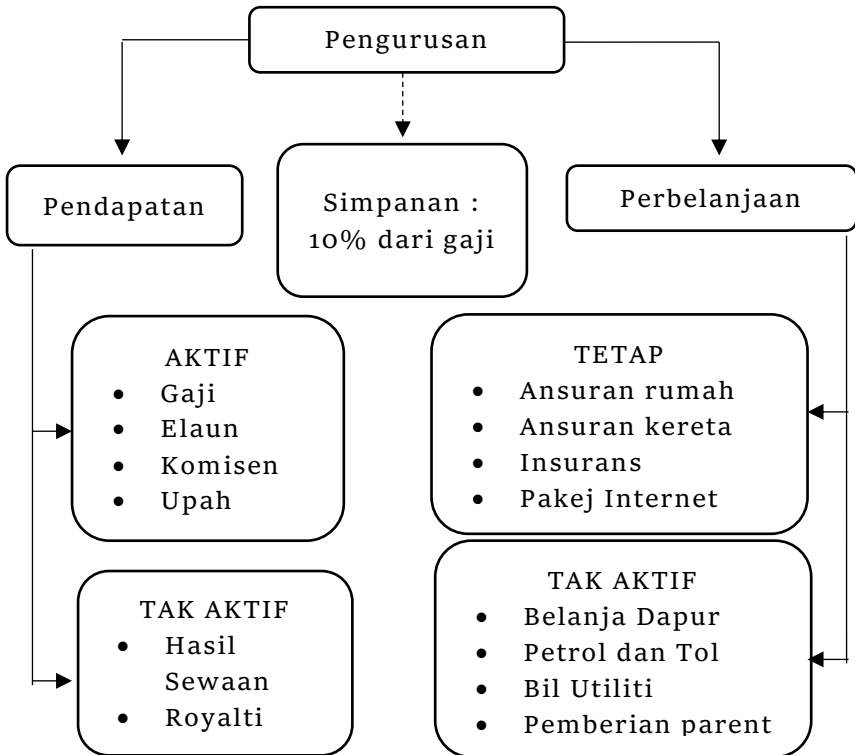 Pengurusan
Pendapatan
Simpanan :
10% dari gaji
Perbelanjaan
AKTIF
• Gaji
• Elaun
• Komisen
• Upah
TETAP
• Ansuran rumah
• Ansuran kereta
• Insurans
• Pakej Internet
TAK AKTIF
• Hasil
Sewaan
• Royalti
TAK AKTIF
• Belanja Dapur
• Petrol dan Tol
• Bil Utiliti
• Pemberian parent